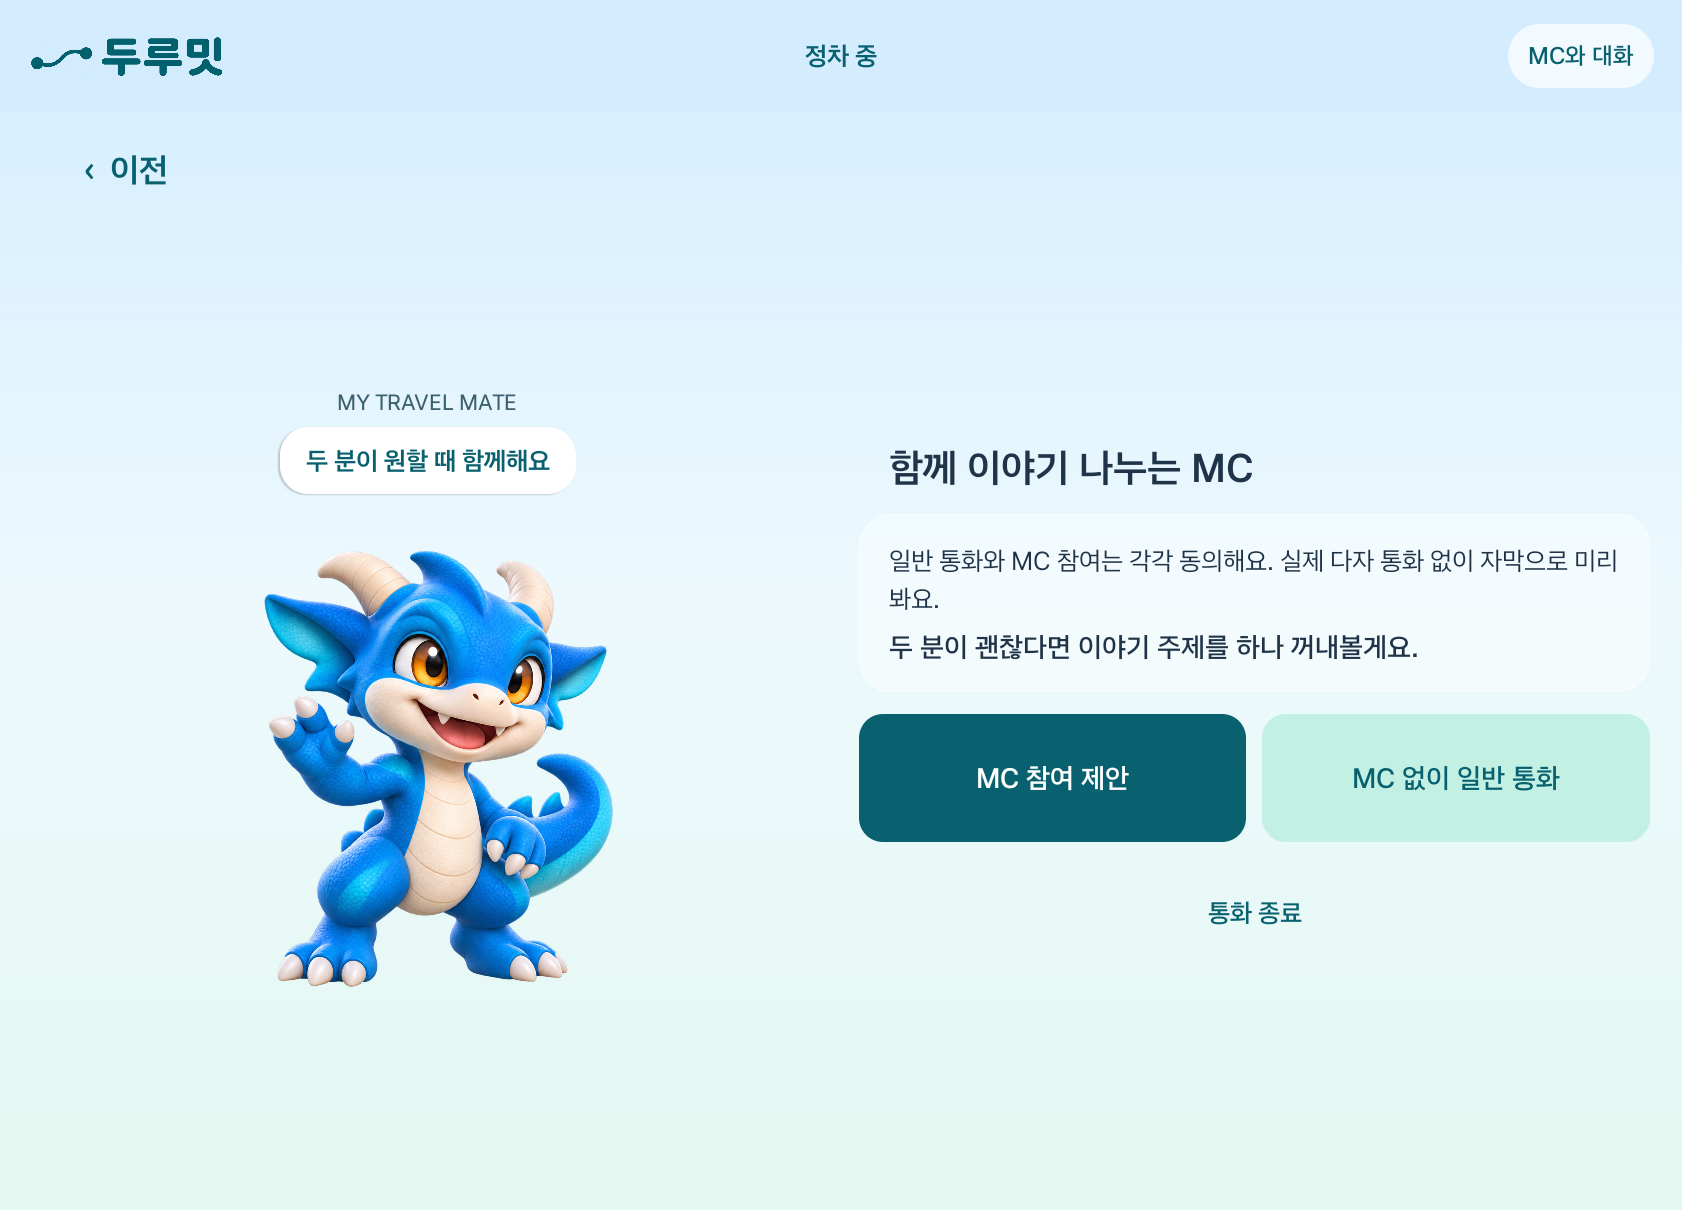 두루밋
정차 중
MC와 대화
‹ 이전
MY TRAVEL MATE
두 분이 원할 때 함께해요
함께 이야기 나누는 MC
일반 통화와 MC 참여는 각각 동의해요. 실제 다자 통화 없이 자막으로 미리
봐요.
두 분이 괜찮다면 이야기 주제를 하나 꺼내볼게요.
MC 참여 제안
MC 없이 일반 통화
통화 종료